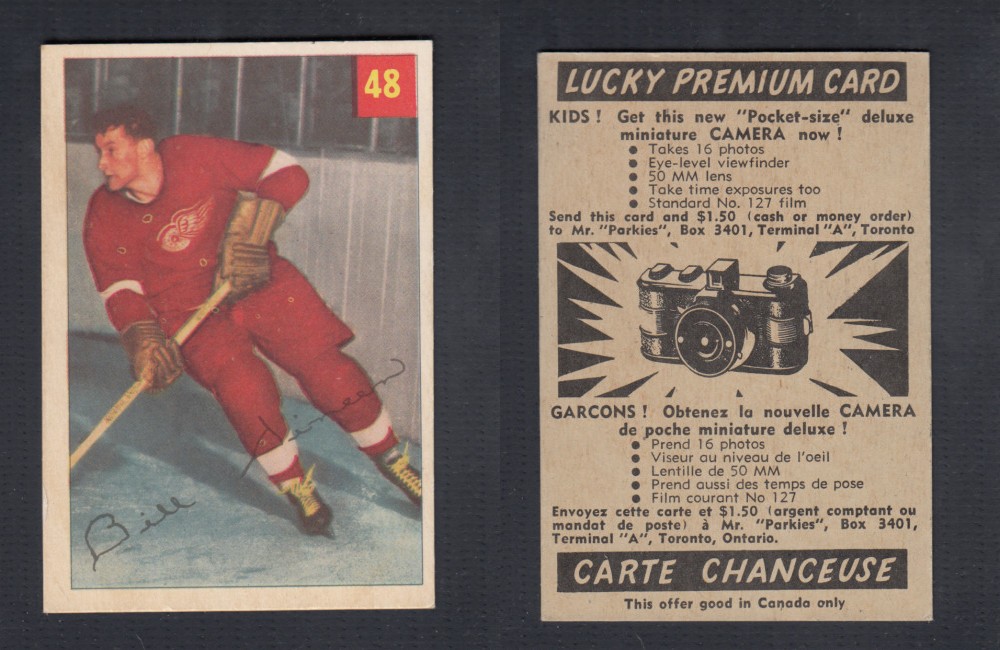 48
Bill Dineen
LUCKY PREMIUM CARD
KIDS ! Get this new "Pocket-size" deluxe
miniature CAMERA now !
● Takes 16 photos
● Eye-level viewfinder
● 50 MM lens
● Take time exposures too
● Standard No. 127 film
Send this card and $1.50 (cash or money order)
to Mr. "Parkies", Box 3401, Terminal "A", Toronto
GARCONS ! Obtenez la nouvelle CAMERA
de poche miniature deluxe !
● Prend 16 photos
● Viseur au niveau de l'oeil
● Lentille de 50 MM
● Prend aussi des temps de pose
● Film courant No 127
Envoyez cette carte et $1.50 (argent comptant ou
mandat de poste) à Mr. "Parkies", Box 3401,
Terminal "A", Toronto, Ontario.
CARTE CHANCEUSE
This offer good in Canada only